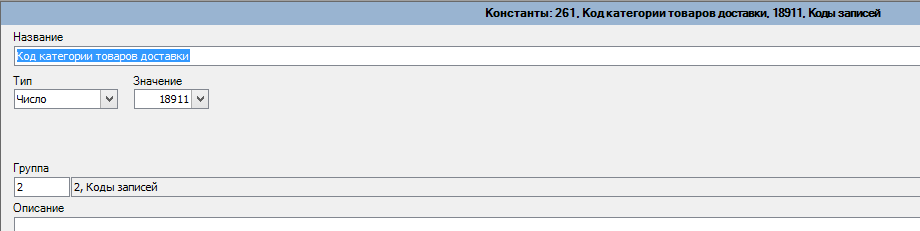 Константы: 261, Код категории товаров доставки, 18911, Коды записей
Название
Код категории товаров доставки
Тип Значение
Число 18911
Группа
2 2, Коды записей
Описание